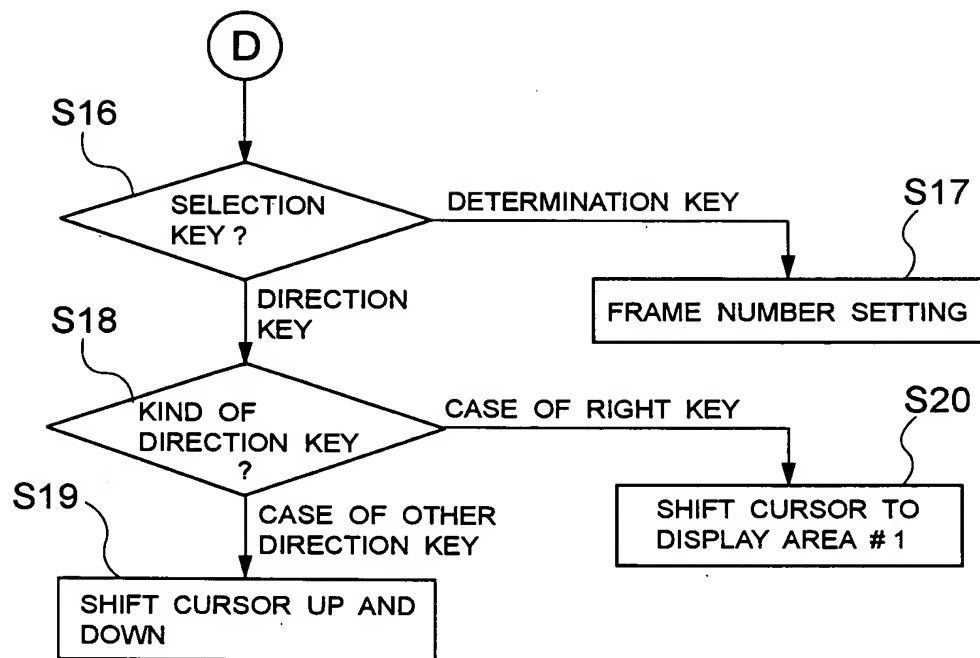 D
S16
SELECTION
KEY ?
DETERMINATION KEY
S17
FRAME NUMBER SETTING
DIRECTION
KEY
S18
KIND OF
DIRECTION KEY
?
CASE OF RIGHT KEY
S20
SHIFT CURSOR TO
DISPLAY AREA # 1
S19
CASE OF OTHER
DIRECTION KEY
SHIFT CURSOR UP AND
DOWN